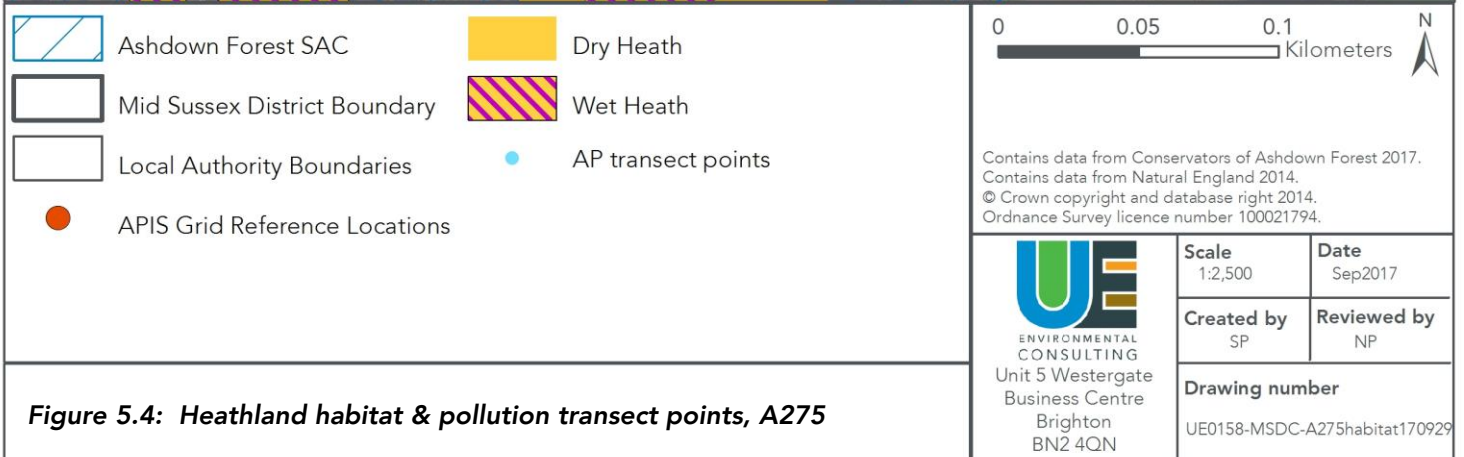 Ashdown Forest SAC
Mid Sussex District Boundary
Local Authority Boundaries
APIS Grid Reference Locations
Dry Heath
Wet Heath
AP transect points
0 0.05 0.1
Kilometers
N
Contains data from Conservators of Ashdown Forest 2017.
Contains data from Natural England 2014.
© Crown copyright and database right 2014.
Ordnance Survey licence number 100021794.
UE
ENVIRONMENTAL
CONSULTING
Unit 5 Westergate
Business Centre
Brighton
BN2 4QN
Scale
1:2,500
Date
Sep2017
Created by
SP
Reviewed by
NP
Drawing number
UE0158-MSDC-A275habitat170929
Figure 5.4: Heathland habitat & pollution transect points, A275